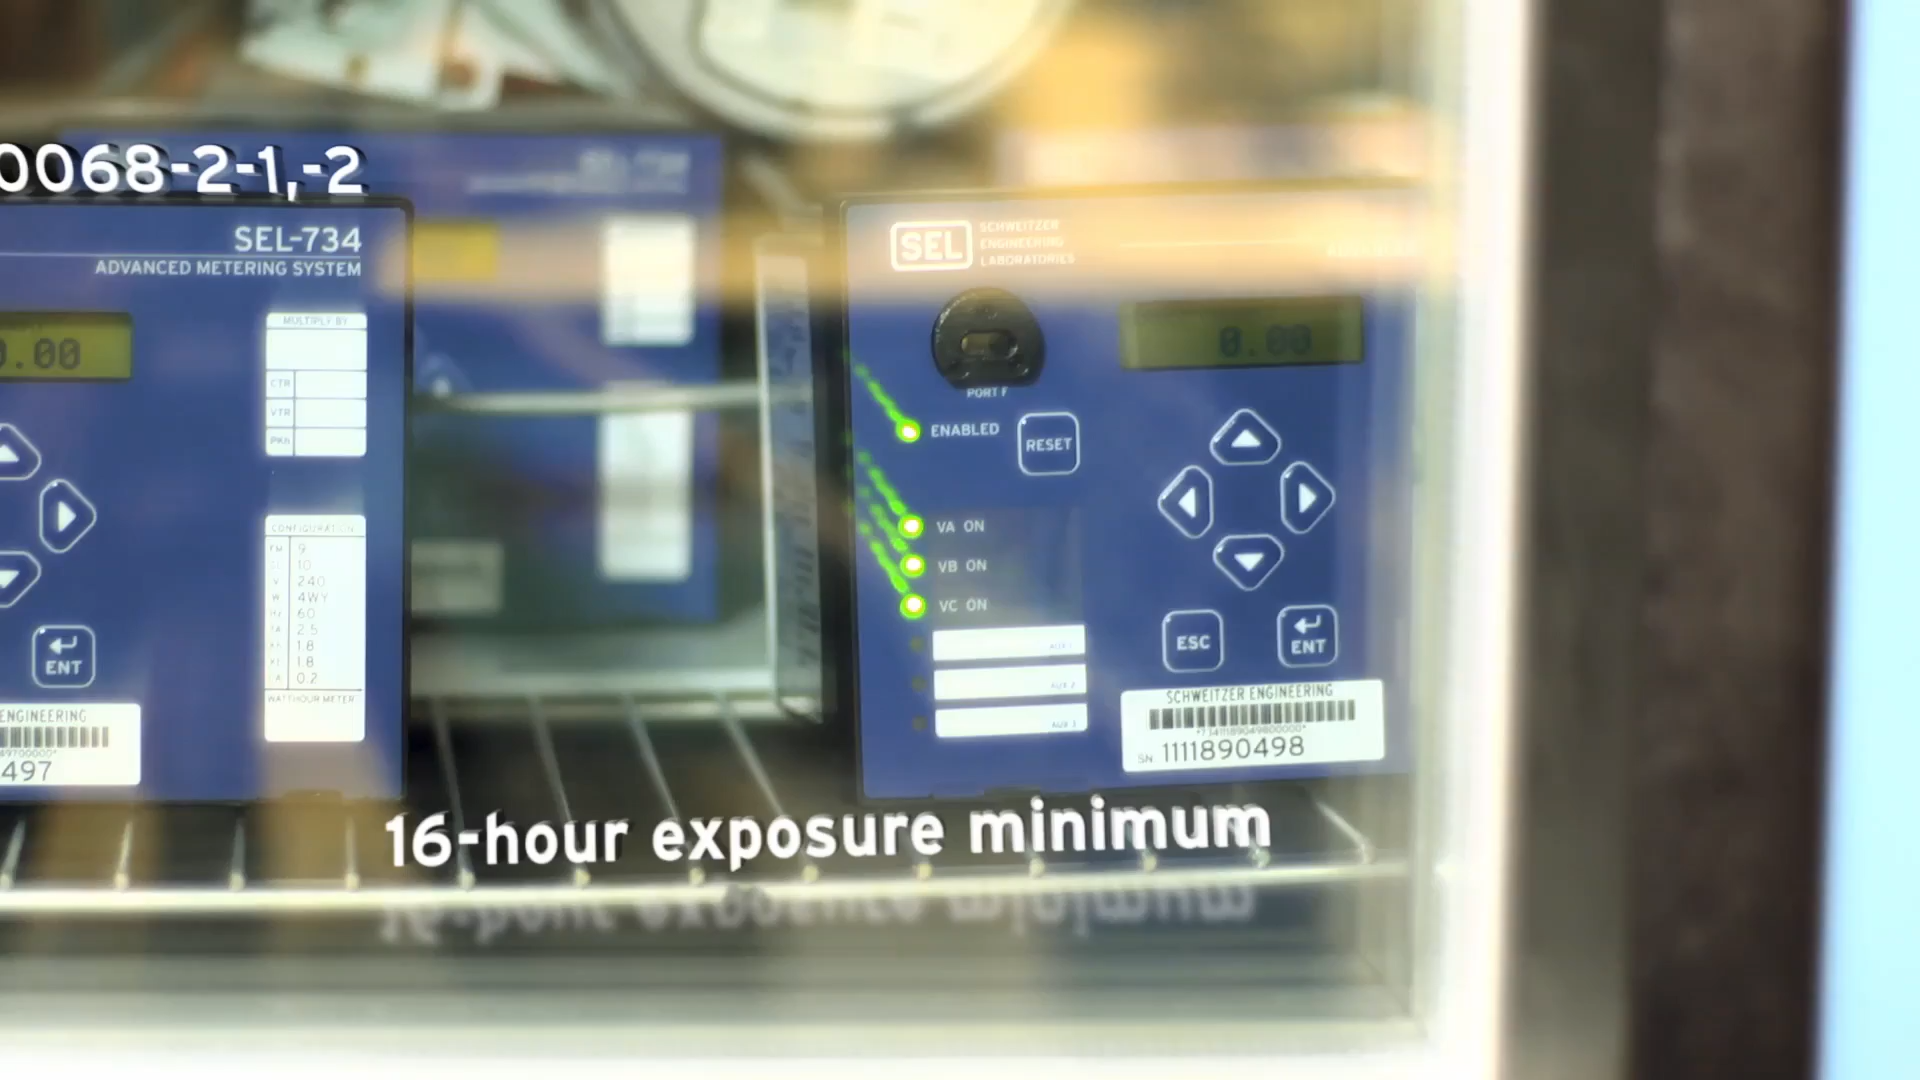 0068-2-1,-2
SEL-734
ADVANCED METERING SYSTEM
0.00
MULTIPLY BY
CTR
VTR
PKh
CONFIGURATION
FM 9
CL 10
V 240
W 4WY
Hz 60
TA 2.5
Kh 1.8
Kt 1.8
CA 0.2
WATTHOUR METER
ENT
ENGINEERING
497
SEL
SCHWEITZER
ENGINEERING
LABORATORIES
0.00
PORT F
ENABLED
RESET
VA ON
VB ON
VC ON
AUX 1
AUX 2
AUX 3
ESC
ENT
SCHWEITZER ENGINEERING
SN 1111890498
16-hour exposure minimum